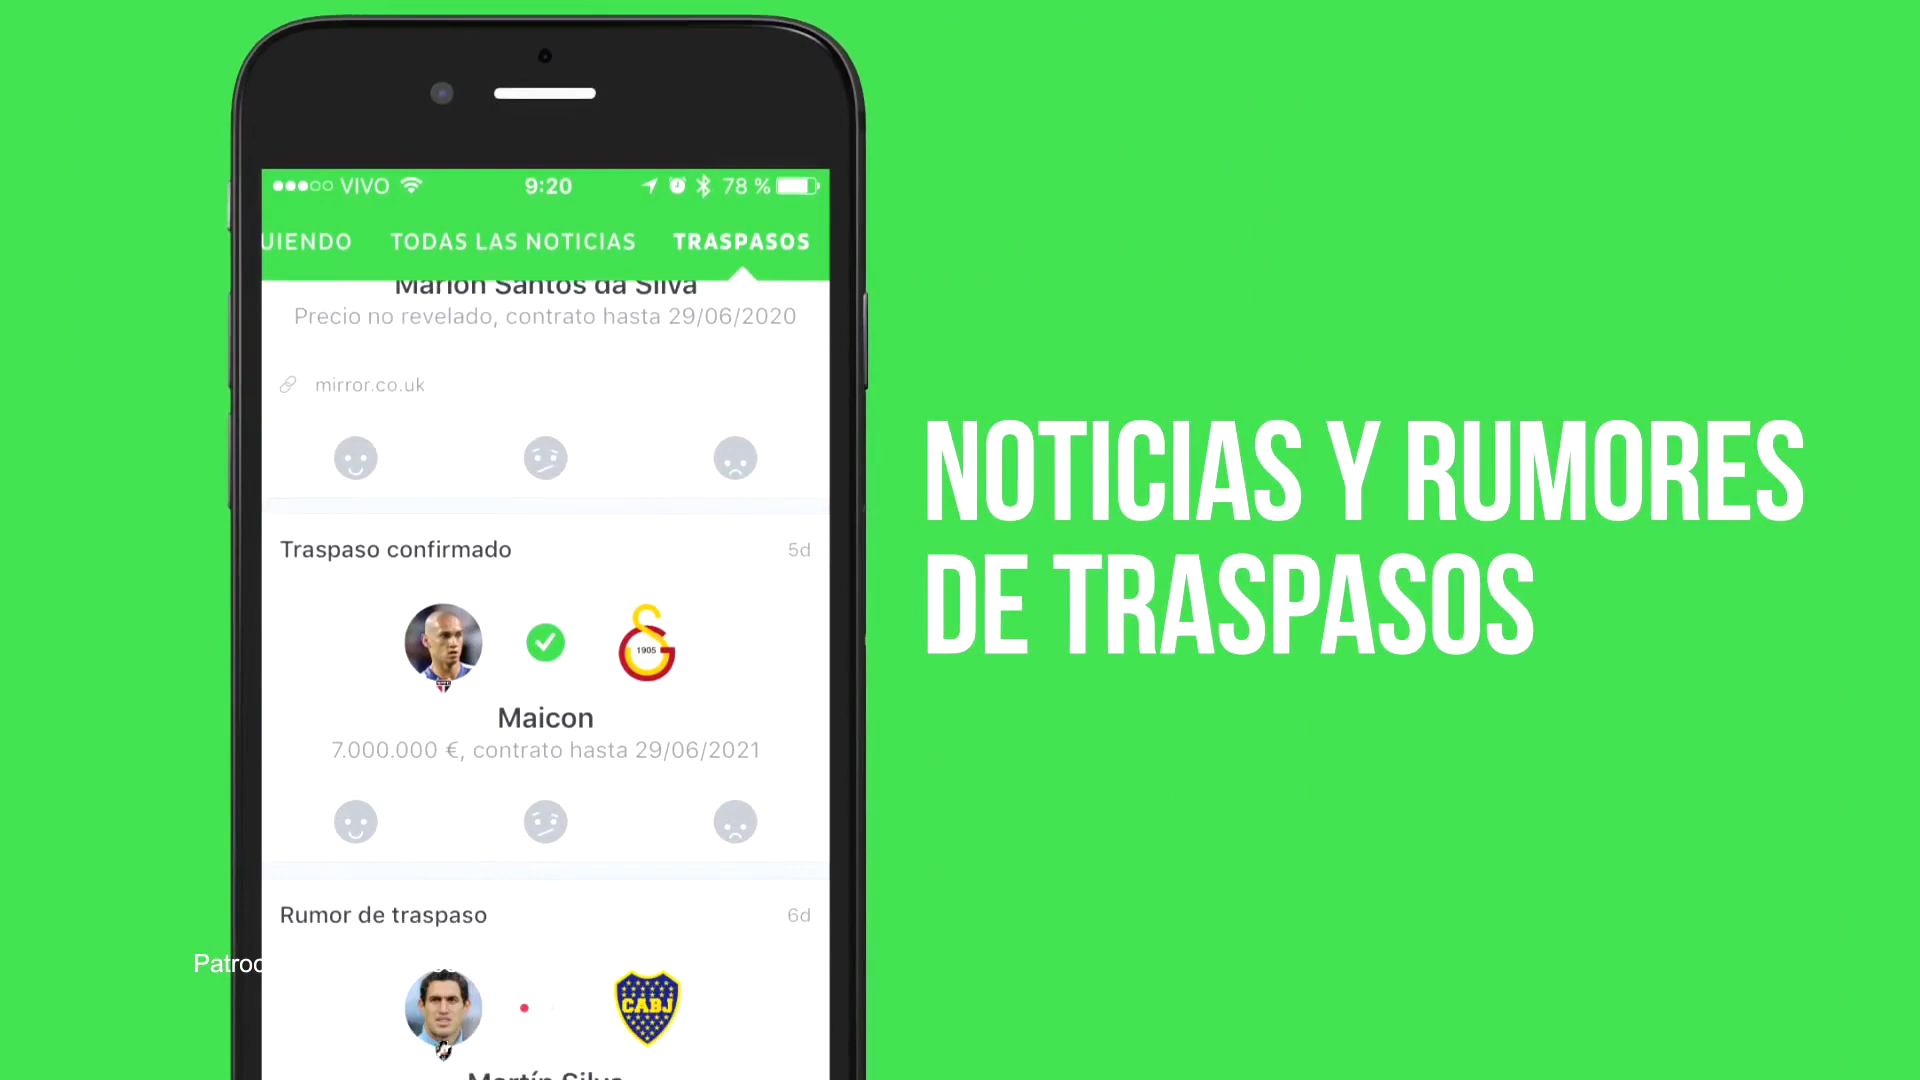 VIVO 9:20 78 %
UIENDO TODAS LAS NOTICIAS TRASPASOS
Marlon Santos da Silva
Precio no revelado, contrato hasta 29/06/2020
mirror.co.uk
NOTICIAS Y RUMORES
DE TRASPASOS
Traspaso confirmado 5d
1905
Maicon
7.000.000 €, contrato hasta 29/06/2021
Rumor de traspaso 6d
Patroc
CABJ
Martín Silva